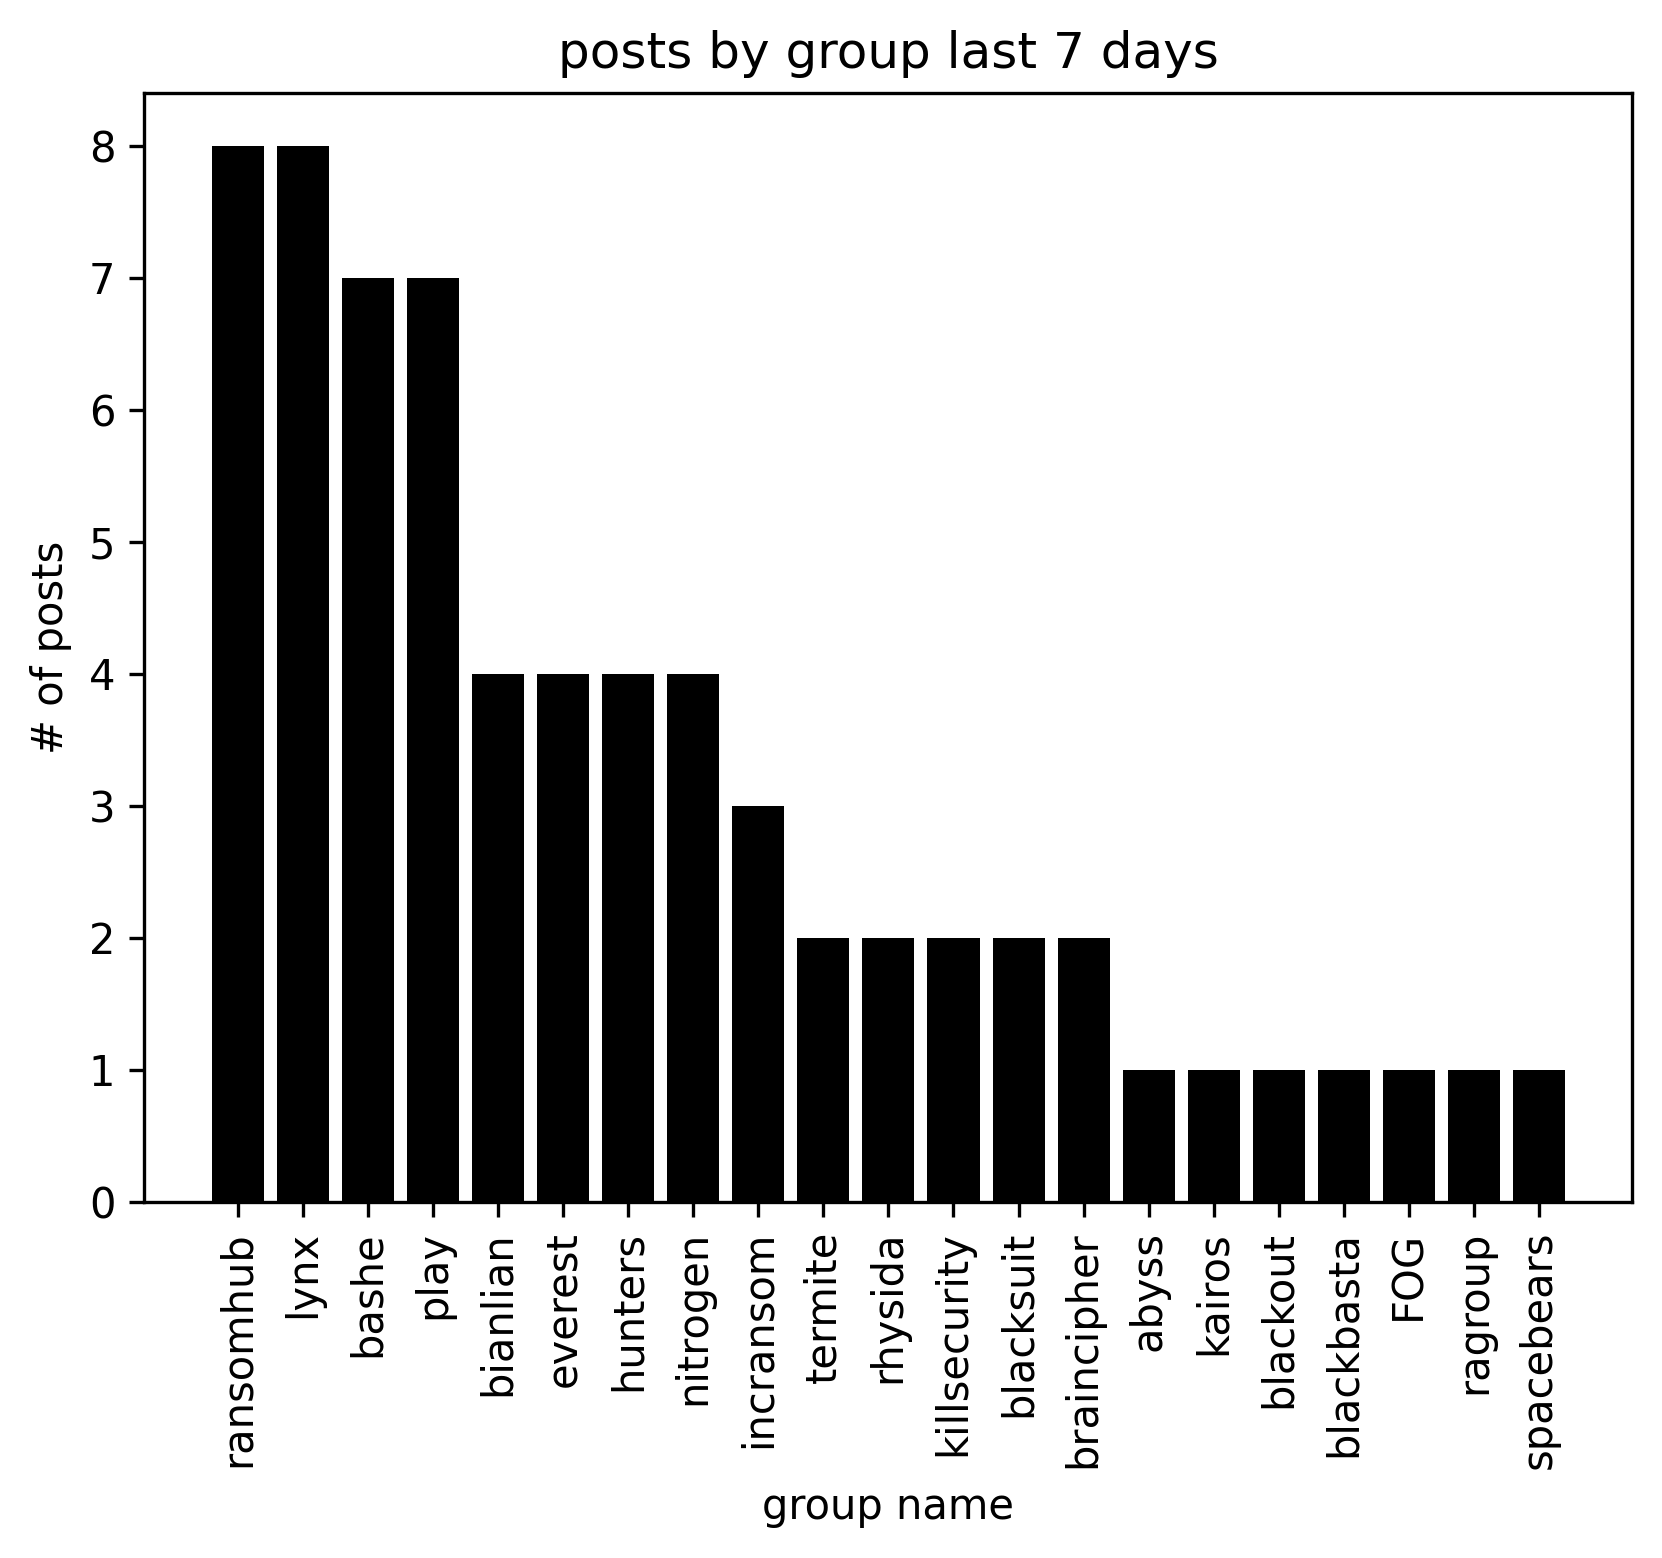 posts by group last 7 days
8
7
6
5
4
3
2
1
0
# of posts
ransomhub
lynx
bashe
play
bianlian
everest
hunters
nitrogen
incransom
termite
rhysida
killsecurity
blacksuit
braincipher
abyss
kairos
blackout
blackbasta
FOG
ragroup
spacebears
group name